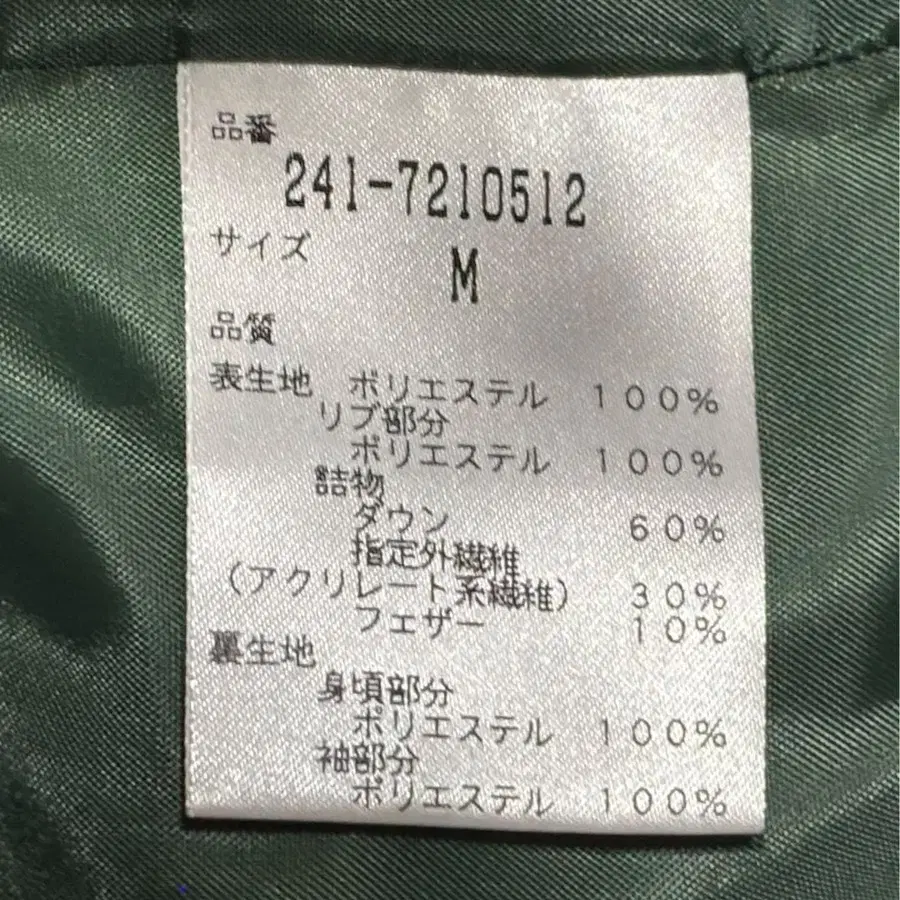 品番
241-7210512
サイズ
M
品質
表生地 ポリエステル 100%
リブ部分
ポリエステル 100%
詰物
ダウン 60%
指定外繊維
(アクリレート系繊維) 30%
フェザー 10%
裏生地
身頃部分
ポリエステル 100%
袖部分
ポリエステル 100%